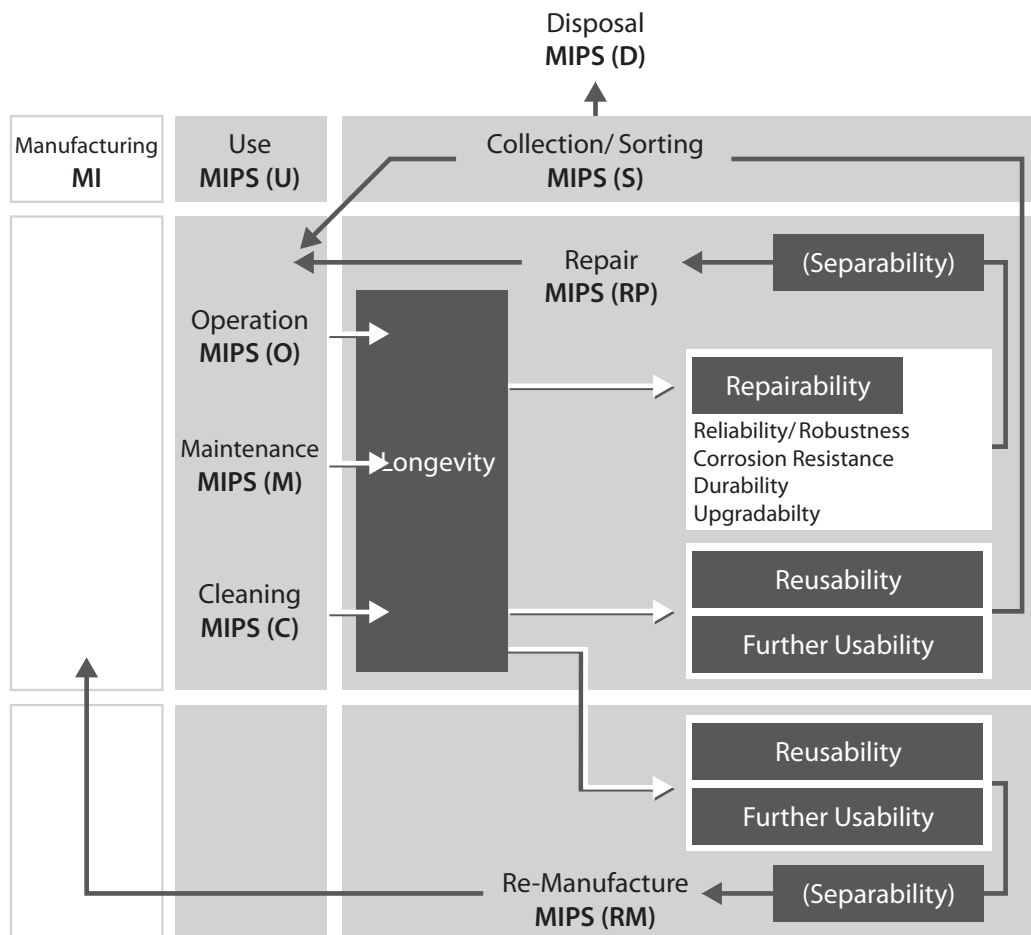 Disposal
MIPS (D)
Manufacturing
MI
Use
MIPS (U)
Collection/ Sorting
MIPS (S)
Repair
MIPS (RP)
(Separability)
Operation
MIPS (O)
Maintenance
MIPS (M)
Cleaning
MIPS (C)
Longevity
Repairability
Reliability/ Robustness
Corrosion Resistance
Durability
Upgradabilty
Reusability
Further Usability
Reusability
Further Usability
Re-Manufacture
MIPS (RM)
(Separability)